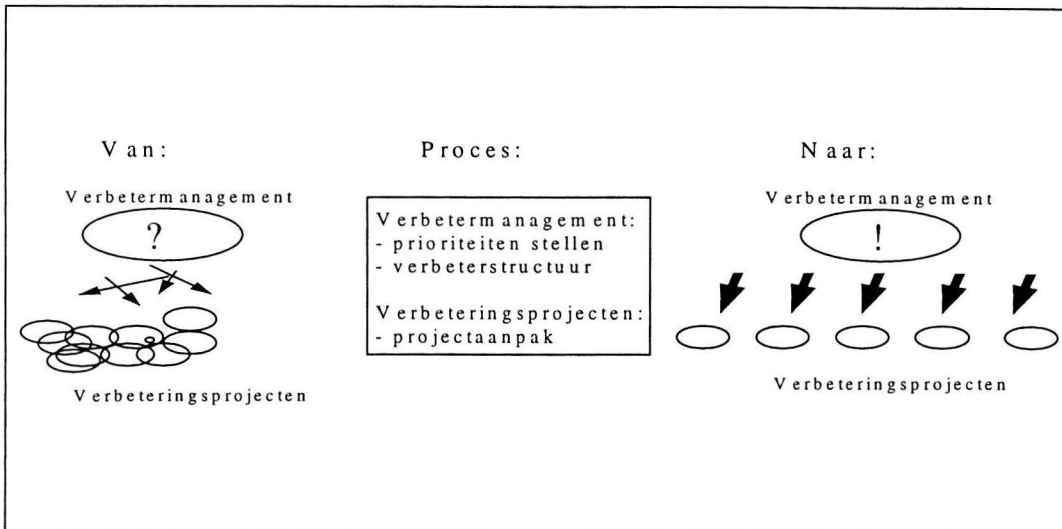 Van:
Verbetermanagement
?
Verbeteringsprojecten
Proces:
Verbetermanagement:
- prioriteiten stellen
- verbeterstructuur
Verbeteringsprojecten:
- projectaanpak
Naar:
Verbetermanagement
!
Verbeteringsprojecten